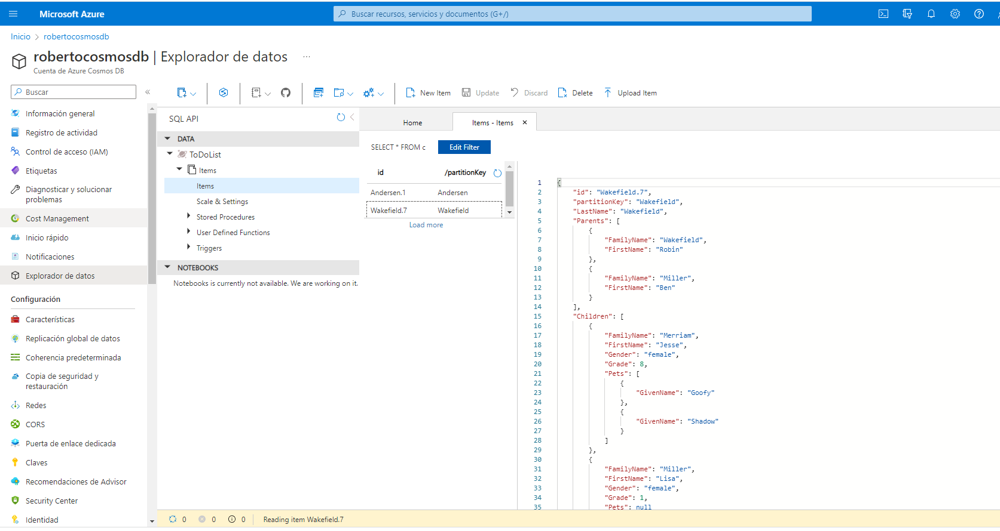 Microsoft Azure
Buscar recursos, servicios y documentos (G+/)
Inicio > robertocosmosdb
robertocosmosdb | Explorador de datos ...
Cuenta de Azure Cosmos DB
Buscar
«
Información general
Registro de actividad
Control de acceso (IAM)
Etiquetas
Diagnosticar y solucionar
problemas
Cost Management
Inicio rápido
Notificaciones
Explorador de datos
Configuración
Características
Replicación global de datos
Coherencia predeterminada
Copia de seguridad y
restauración
Redes
CORS
Puerta de enlace dedicada
Claves
Recomendaciones de Advisor
Security Center
Identidad
New Item Update Discard Delete Upload Item
SQL API
DATA
ToDoList
Items
Items
Scale & Settings
Stored Procedures
User Defined Functions
Triggers
NOTEBOOKS
Notebooks is currently not available. We are working on it.
Home Items - Items ×
SELECT * FROM c Edit Filter
id /partitionKey
Andersen.1 Andersen
Wakefield.7 Wakefield
Load more
1 {
2 "id": "Wakefield.7",
3 "partitionKey": "Wakefield",
4 "LastName": "Wakefield",
5 "Parents": [
6 {
7 "FamilyName": "Wakefield",
8 "FirstName": "Robin"
9 },
10 {
11 "FamilyName": "Miller",
12 "FirstName": "Ben"
13 }
14 ],
15 "Children": [
16 {
17 "FamilyName": "Merriam",
18 "FirstName": "Jesse",
19 "Gender": "female",
20 "Grade": 8,
21 "Pets": [
22 {
23 "GivenName": "Goofy"
24 },
25 {
26 "GivenName": "Shadow"
27 }
28 ]
29 },
30 {
31 "FamilyName": "Miller",
32 "FirstName": "Lisa",
33 "Gender": "female",
34 "Grade": 1,
35 "Pets": null
0 0 0 Reading item Wakefield.7